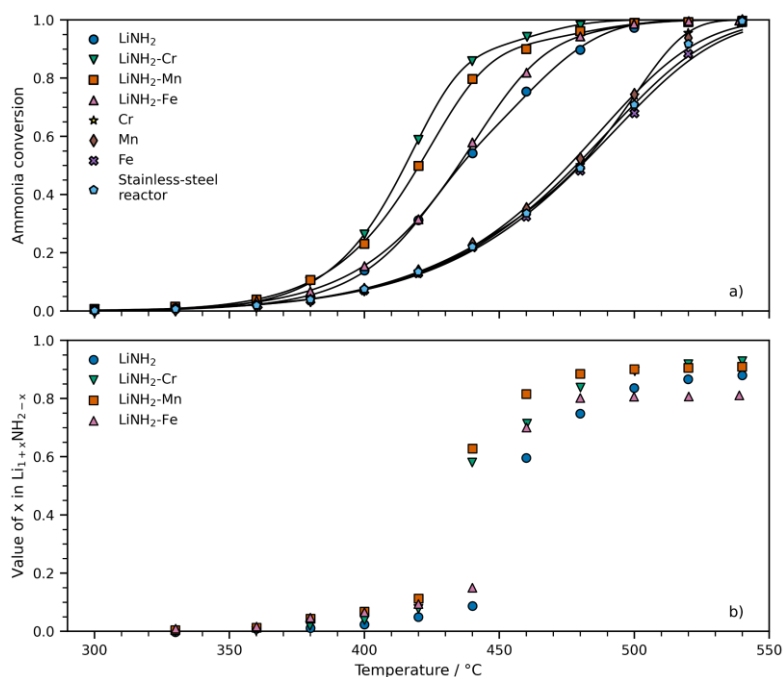 1.0
0.8
0.6
0.4
0.2
0.0
Ammonia conversion
LiNH₂
LiNH₂-Cr
LiNH₂-Mn
LiNH₂-Fe
Cr
Mn
Fe
Stainless-steel
reactor
a)
1.0
0.8
0.6
0.4
0.2
0.0
Value of x in Li₁₊ₓNH₂₋ₓ
LiNH₂
LiNH₂-Cr
LiNH₂-Mn
LiNH₂-Fe
b)
300 350 400 450 500 550
Temperature / °C